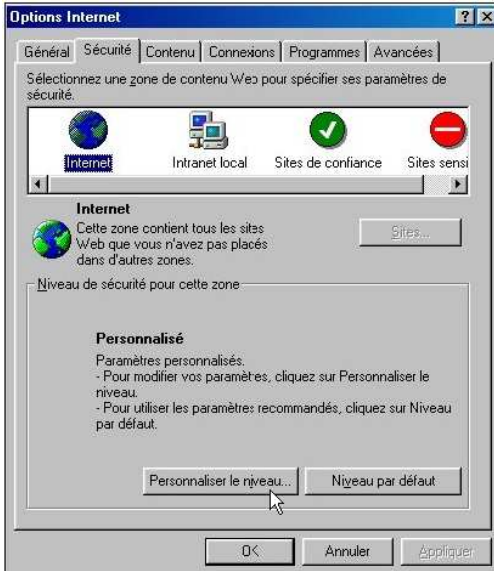 Options Internet
Général Sécurité Contenu Connexions Programmes Avancées
Sélectionnez une zone de contenu Web pour spécifier ses paramètres de
sécurité.
Internet Intranet local Sites de confiance Sites sensi
Internet
Cette zone contient tous les sites
Web que vous n'avez pas placés
dans d'autres zones.
Sites...
Niveau de sécurité pour cette zone
Personnalisé
Paramètres personnalisés.
- Pour modifier vos paramètres, cliquez sur Personnaliser le
niveau.
- Pour utiliser les paramètres recommandés, cliquez sur Niveau
par défaut.
Personnaliser le niveau... Niveau par défaut
OK Annuler Appliquer